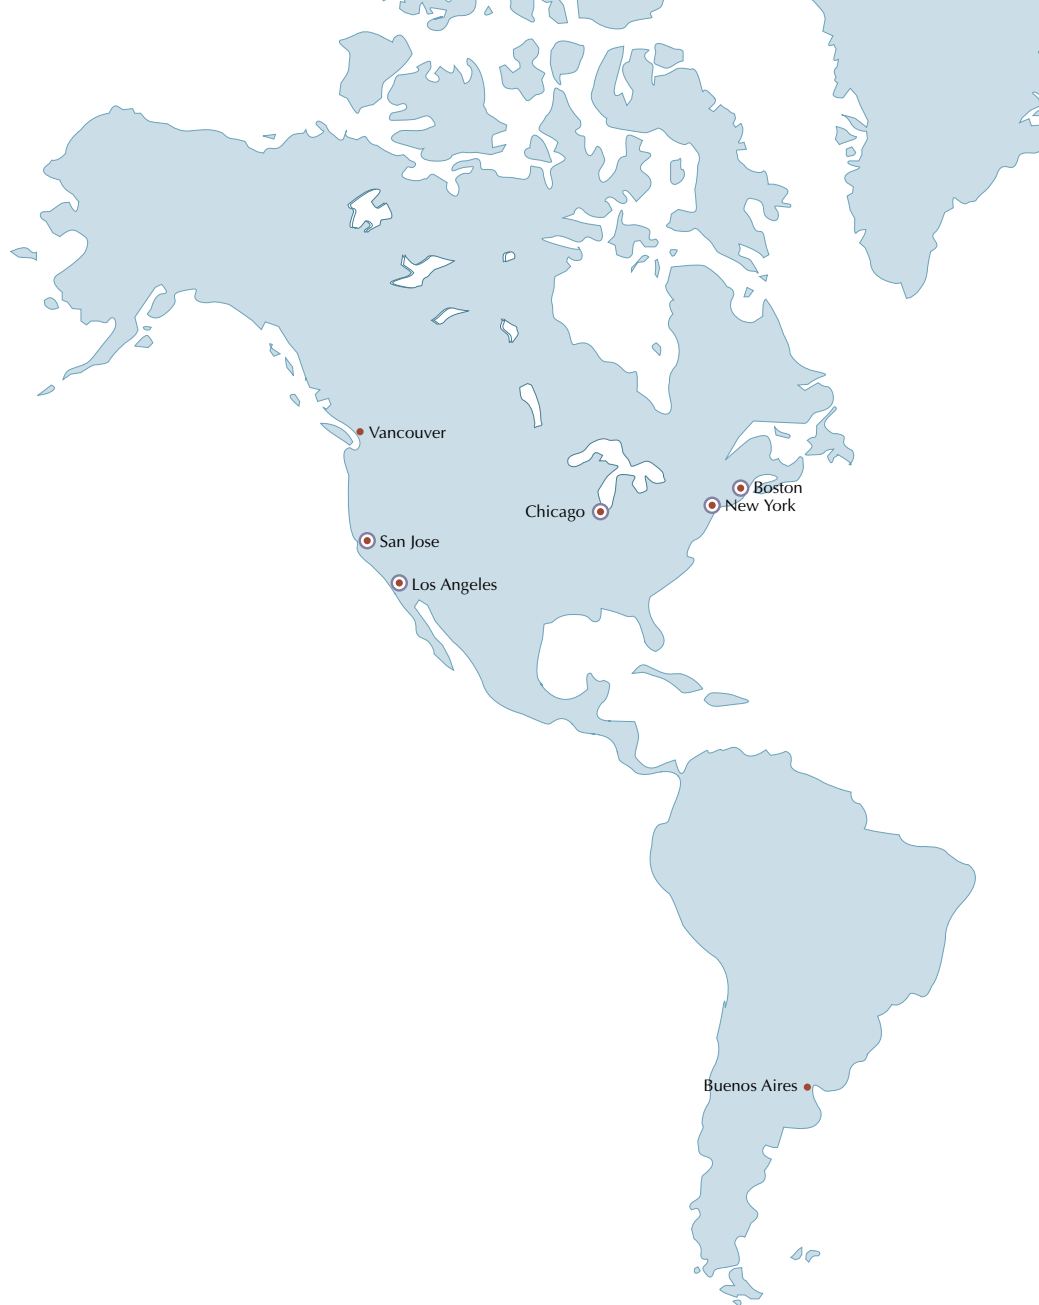 Vancouver
Boston
New York
Chicago
San Jose
Los Angeles
Buenos Aires